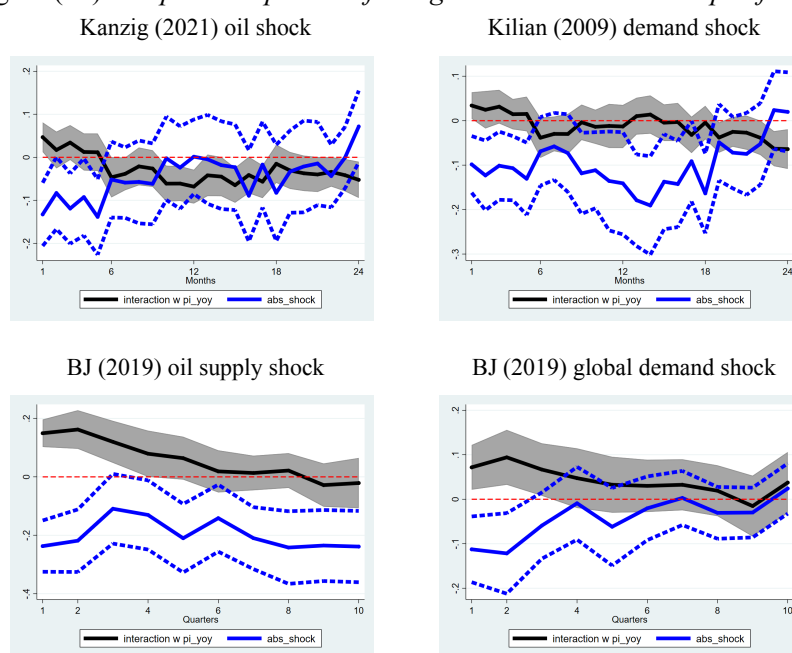 Kanzig (2021) oil shock
Kilian (2009) demand shock
.2
.1
0
-.1
-.2
1
6
12
18
24
Months
interaction w pi_yoy
abs_shock
.1
0
-.1
-.2
-.3
1
6
12
18
24
Months
interaction w pi_yoy
abs_shock
BJ (2019) oil supply shock
BJ (2019) global demand shock
.2
0
-.2
-.4
1
2
4
6
8
10
Quarters
interaction w pi_yoy
abs_shock
.2
.1
0
-.1
-.2
1
2
4
6
8
10
Quarters
interaction w pi_yoy
abs_shock